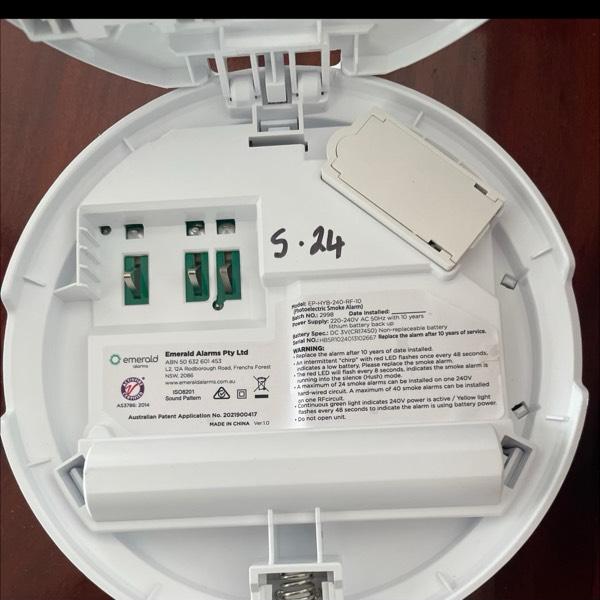 S.24
Model: EP-HYB-240-RF-10
(Photoelectric Smoke Alarm)
Batch NO.: 2998 Date Installed:
Power Supply: 220-240V AC 50Hz with 10 years
lithium battery back up
Battery Spec.: DC 3V(CR17450) Non-replaceable battery
Replace the alarm after 10 years of service.
WARNING:
• Replace the alarm after 10 years of date installed.
• An intermittent "chirp" with red LED flashes once every 48 seconds,
indicates a low battery. Please replace the smoke alarm.
• The red LED will flash every 8 seconds, indicates the smoke alarm is
running into the silence (Hush) mode.
• A maximum of 24 smoke alarms can be installed on one 240V
hard-wired circuit. A maximum of 40 smoke alarms can be installed
on one RFcircuit.
• Continuous green light indicates 240V power is active / Yellow light
flashes every 48 seconds to indicate the alarm is using battery power.
• Do not open unit.
emerald
alarms
Emerald Alarms Pty Ltd
ABN 50 632 601 453
L2, 12A Rodborough Road, Frenchs Forest
NSW, 2086
www.emeraldalarms.com.au
ISO8201
Sound Pattern
AS3786: 2014
Australian Patent Application No. 2021900417
MADE IN CHINA Ver:1.0